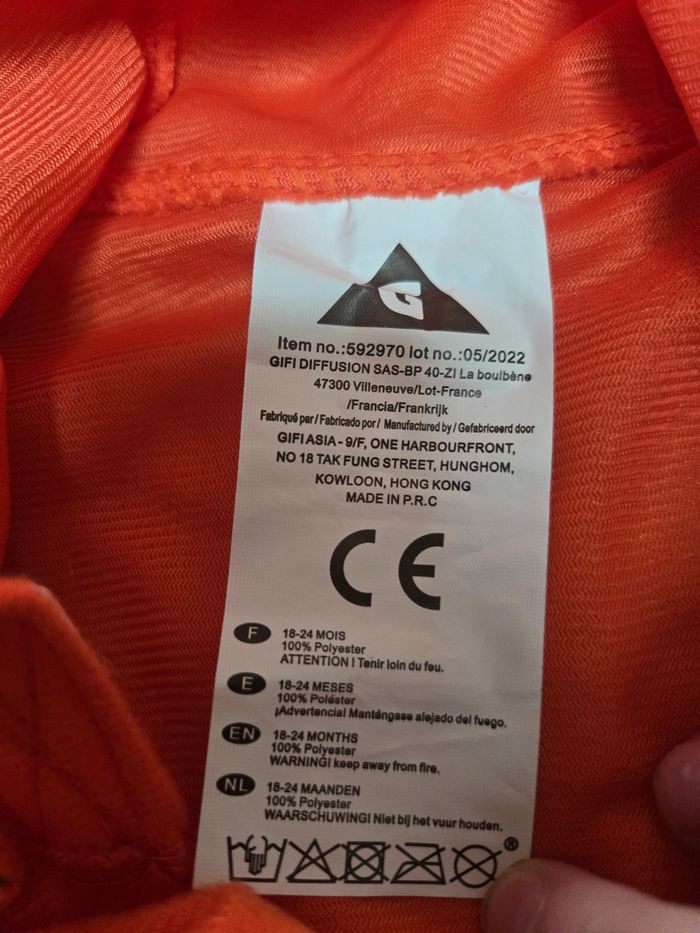 G
Item no.:592970 lot no.:05/2022
GIFI DIFFUSION SAS-BP 40-ZI La boulbène
47300 Villeneuve/Lot-France
/Francia/Frankrijk
Fabriqué par / Fabricado por / Manufactured by / Gefabriceerd door
GIFI ASIA - 9/F, ONE HARBOURFRONT,
NO 18 TAK FUNG STREET, HUNGHOM,
KOWLOON, HONG KONG
MADE IN P.R.C
CE
F 18-24 MOIS
100% Polyester
ATTENTION ! Tenir loin du feu.
E 18-24 MESES
100% Poléster
¡Advertencia! Manténgase alejado del fuego.
EN 18-24 MONTHS
100% Polyester
WARNING! keep away from fire.
NL 18-24 MAANDEN
100% Polyester
WAARSCHUWING! Niet bij het vuur houden.
®